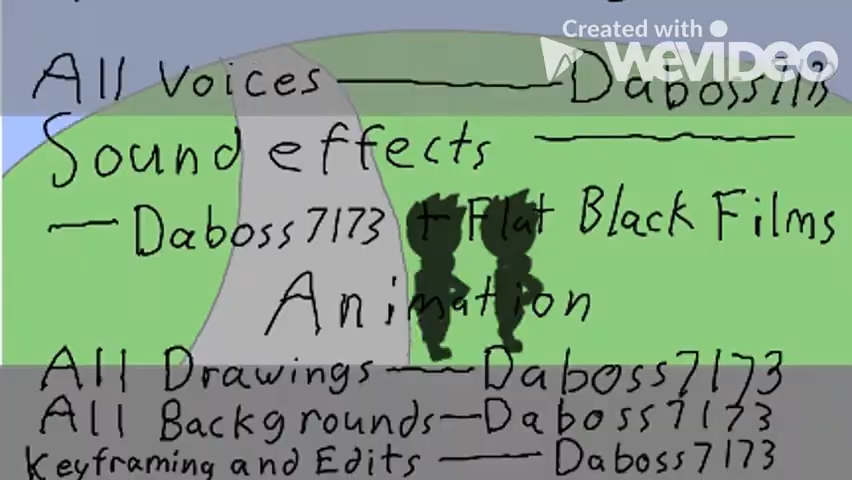 Created with
WeVideo
All Voices — Daboss7173
Sound effects
— Daboss7173 + Flat Black Films
Animation
All Drawings — Daboss7173
All Backgrounds — Daboss7173
Keyframing and Edits — Daboss7173